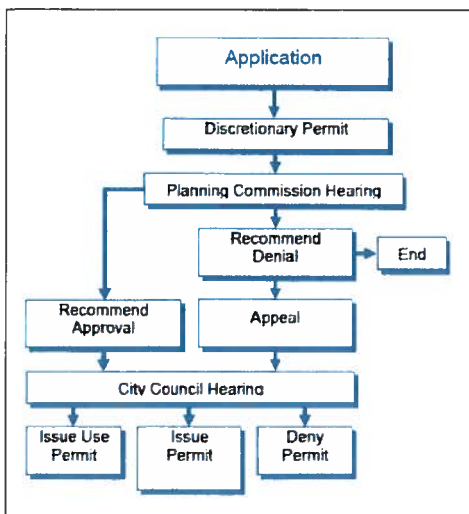 Application
Discretionary Permit
Planning Commission Hearing
Recommend
Denial
End
Recommend
Approval
Appeal
City Council Hearing
Issue Use
Permit
Issue
Permit
Deny
Permit